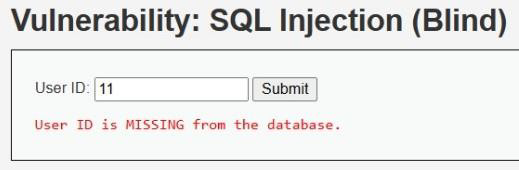 Vulnerability: SQL Injection (Blind)
User ID: 11 Submit
User ID is MISSING from the database.